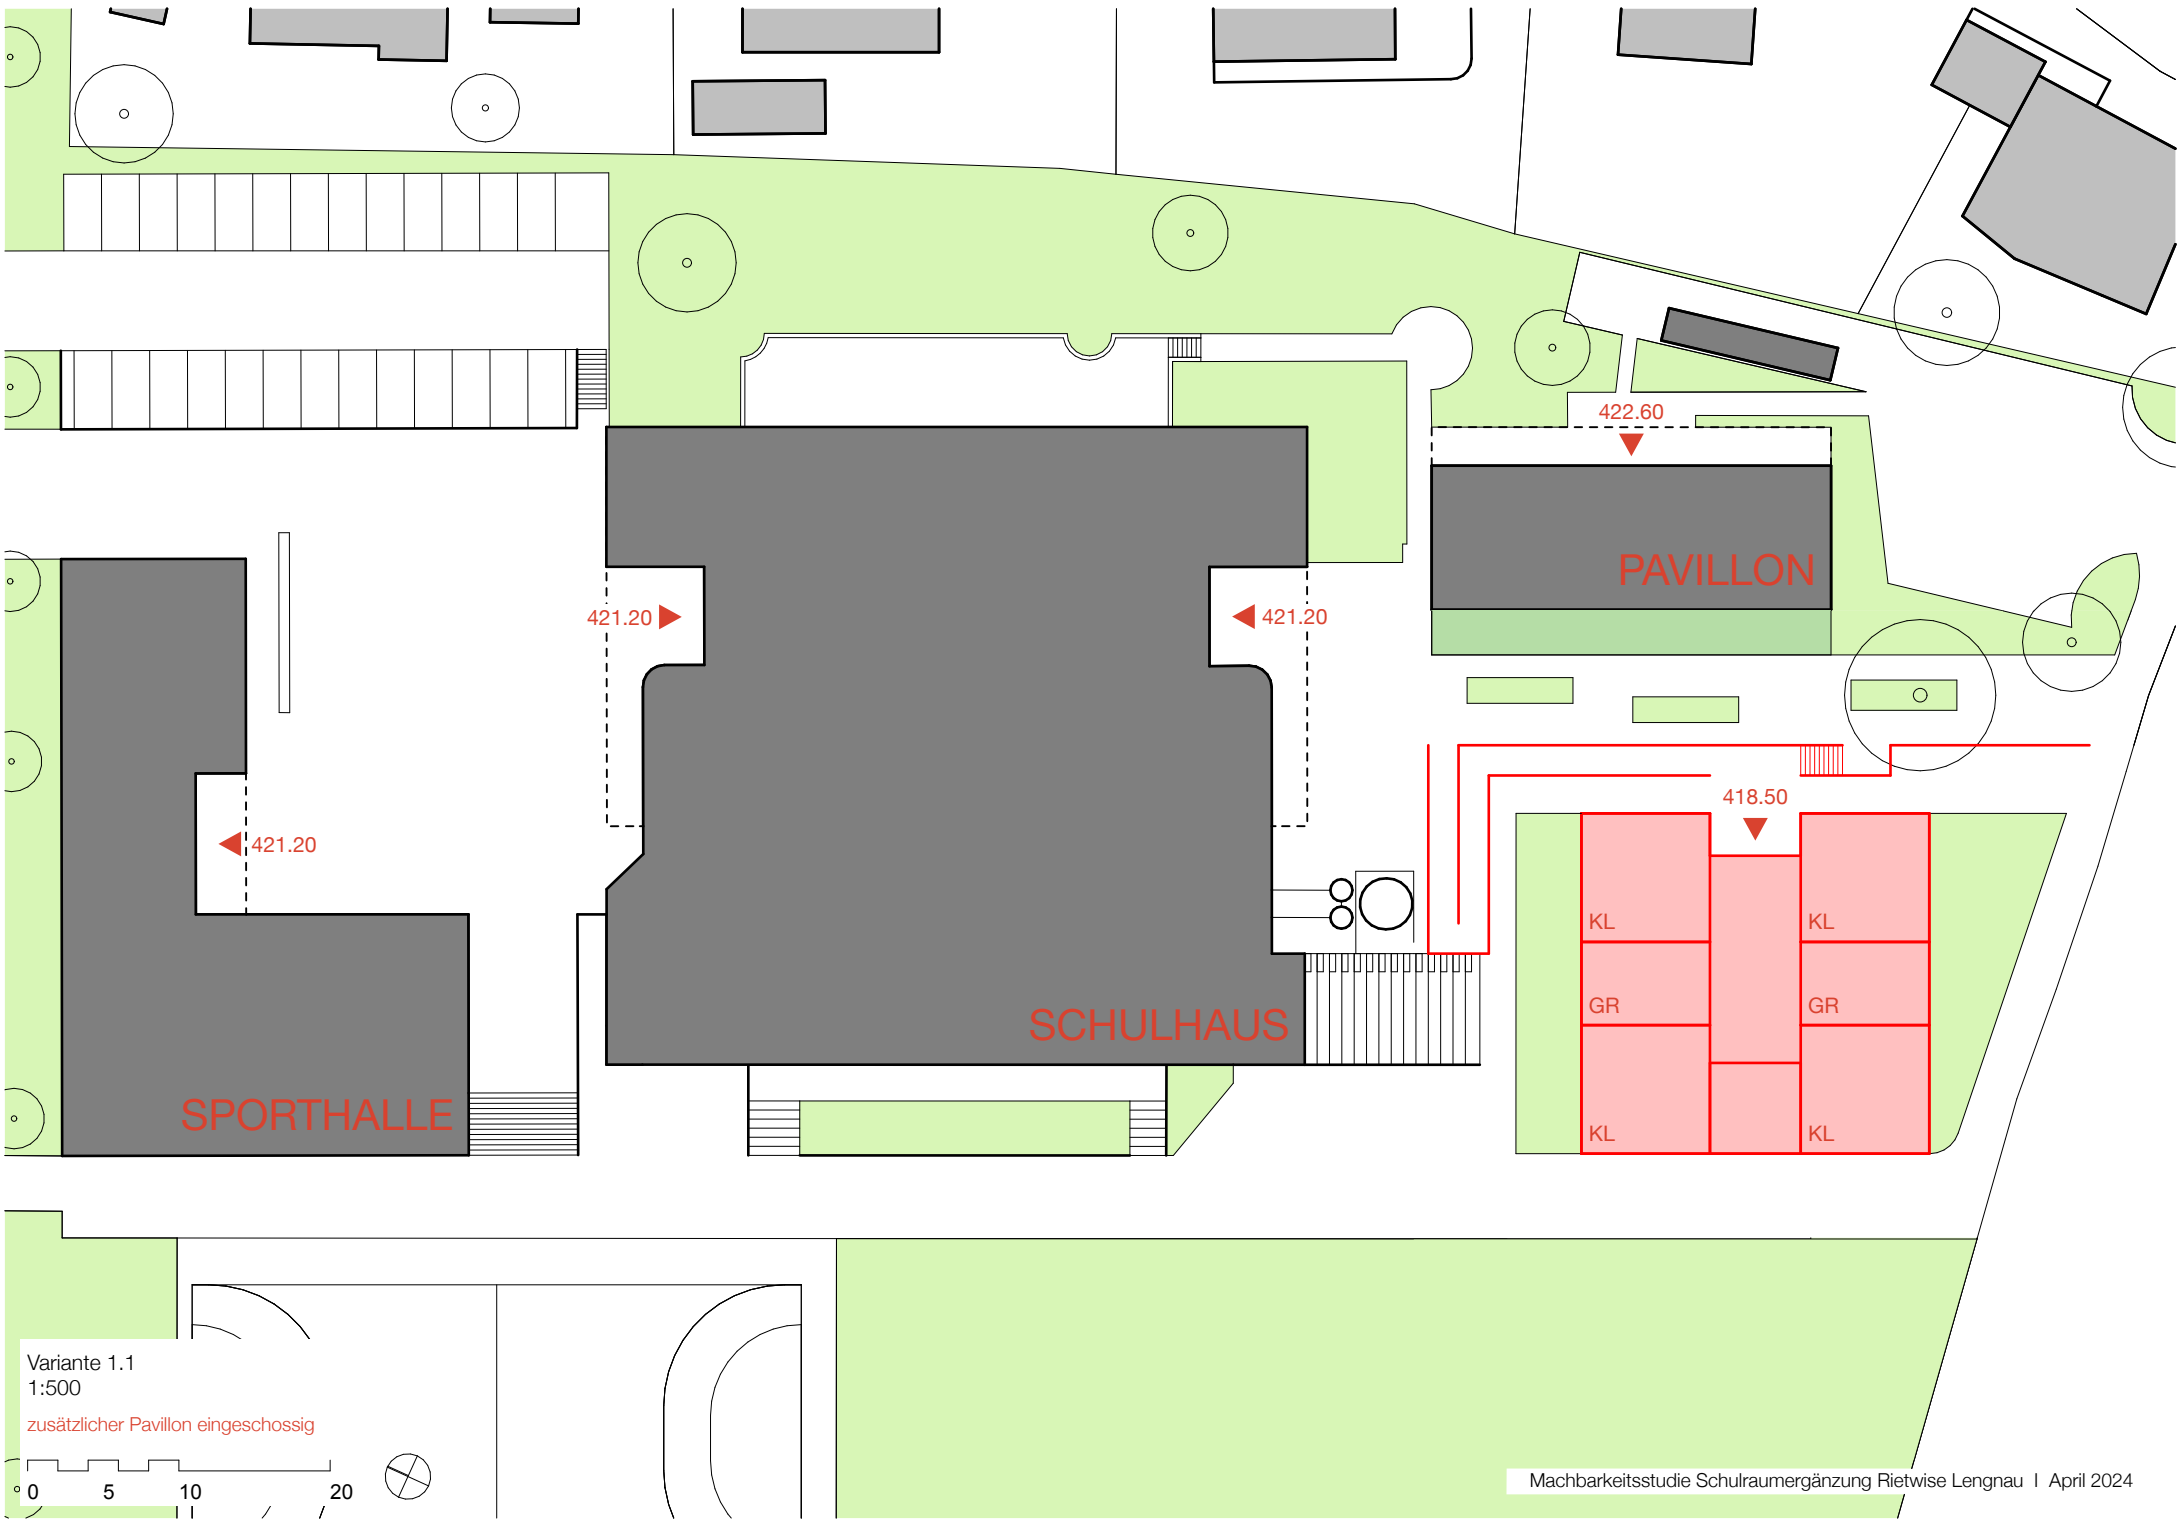 422.60
PAVILLON
421.20
421.20
418.50
421.20
KL
KL
GR
GR
SCHULHAUS
SPORTHALLE
KL
KL
Variante 1.1
1:500
zusätzlicher Pavillon eingeschossig
0 5 10 20
Machbarkeitsstudie Schulraumergänzung Rietwise Lengnau I April 2024